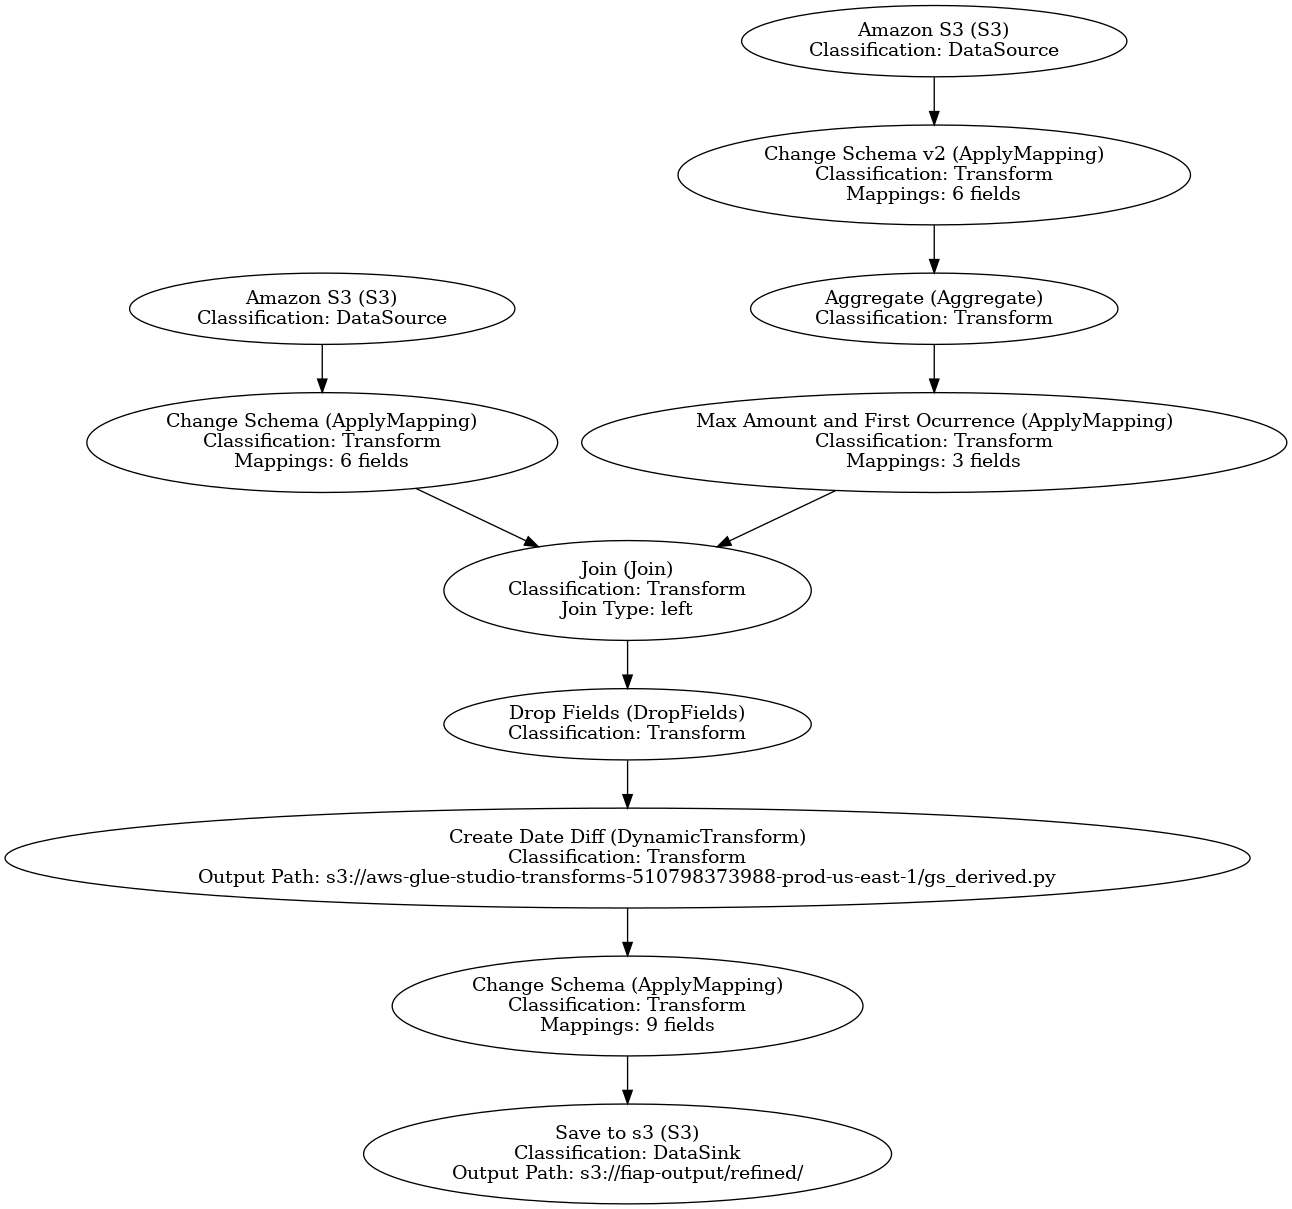 Amazon S3 (S3)
Classification: DataSource
Change Schema v2 (ApplyMapping)
Classification: Transform
Mappings: 6 fields
Amazon S3 (S3)
Classification: DataSource
Aggregate (Aggregate)
Classification: Transform
Change Schema (ApplyMapping)
Classification: Transform
Mappings: 6 fields
Max Amount and First Ocurrence (ApplyMapping)
Classification: Transform
Mappings: 3 fields
Join (Join)
Classification: Transform
Join Type: left
Drop Fields (DropFields)
Classification: Transform
Create Date Diff (DynamicTransform)
Classification: Transform
Output Path: s3://aws-glue-studio-transforms-510798373988-prod-us-east-1/gs_derived.py
Change Schema (ApplyMapping)
Classification: Transform
Mappings: 9 fields
Save to s3 (S3)
Classification: DataSink
Output Path: s3://fiap-output/refined/